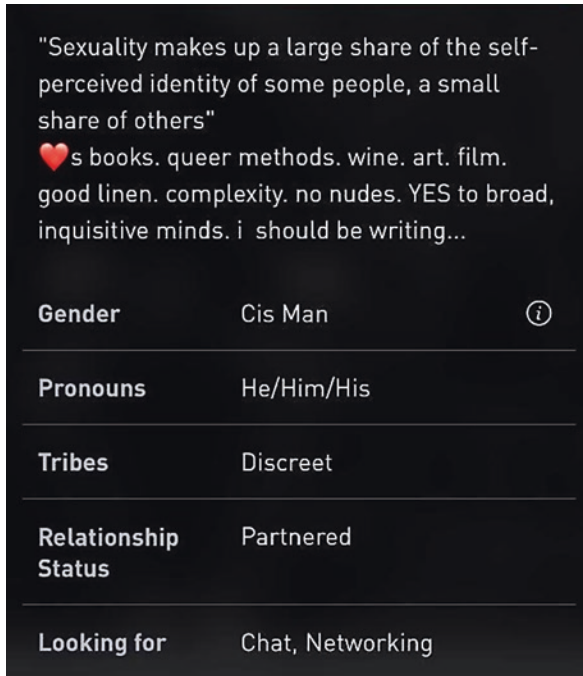 "Sexuality makes up a large share of the self-
perceived identity of some people, a small
share of others"
❤️s books. queer methods. wine. art. film.
good linen. complexity. no nudes. YES to broad,
inquisitive minds. i  should be writing...
Gender Cis Man
Pronouns He/Him/His
Tribes Discreet
Relationship Partnered
Status
Looking for Chat, Networking